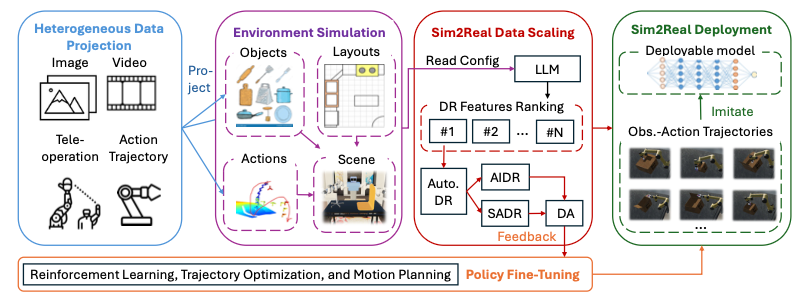 Heterogeneous Data
Projection
Image
Video
Tele-
operation
Action
Trajectory
Pro-
ject
Environment Simulation
Objects
Layouts
Actions
Scene
Sim2Real Data Scaling
Read Config
LLM
DR Features Ranking
#1
#2
...
#N
Auto.
DR
AIDR
SADR
DA
Feedback
Sim2Real Deployment
Deployable model
Imitate
Obs.-Action Trajectories
...
Reinforcement Learning, Trajectory Optimization, and Motion Planning
Policy Fine-Tuning